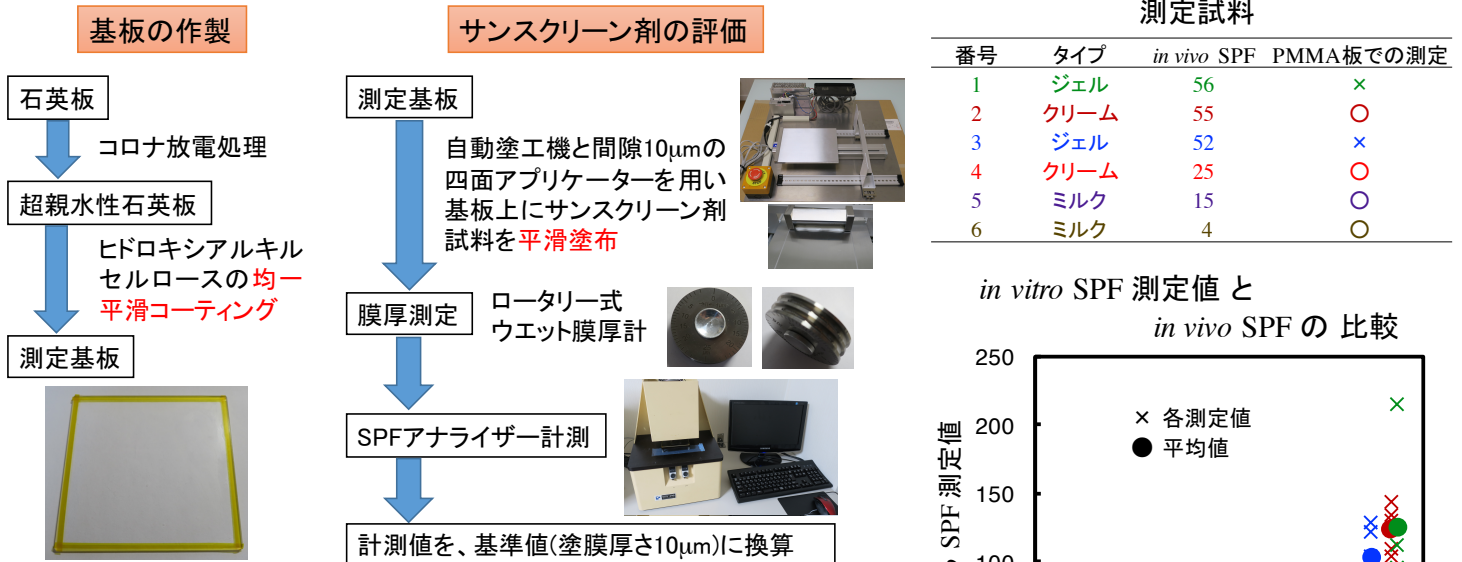 基板の作製
石英板
コロナ放電処理
超親水性石英板
ヒドロキシアルキル
セルロースの均一
平滑コーティング
測定基板
サンスクリーン剤の評価
測定基板
自動塗工機と間隙10μmの
四面アプリケーターを用い
基板上にサンスクリーン剤
試料を平滑塗布
膜厚測定
ロータリー式
ウエット膜厚計
SPFアナライザー計測
計測値を、基準値(塗膜厚さ10μm)に換算
測定試料
番号 タイプ in vivo SPF PMMA板での測定
1 ジェル 56 ×
2 クリーム 55 〇
3 ジェル 52 ×
4 クリーム 25 〇
5 ミルク 15 〇
6 ミルク 4 〇
in vitro SPF 測定値 と
in vivo SPF の 比較
250
200
150
100
SPF 測定値
× 各測定値
● 平均値